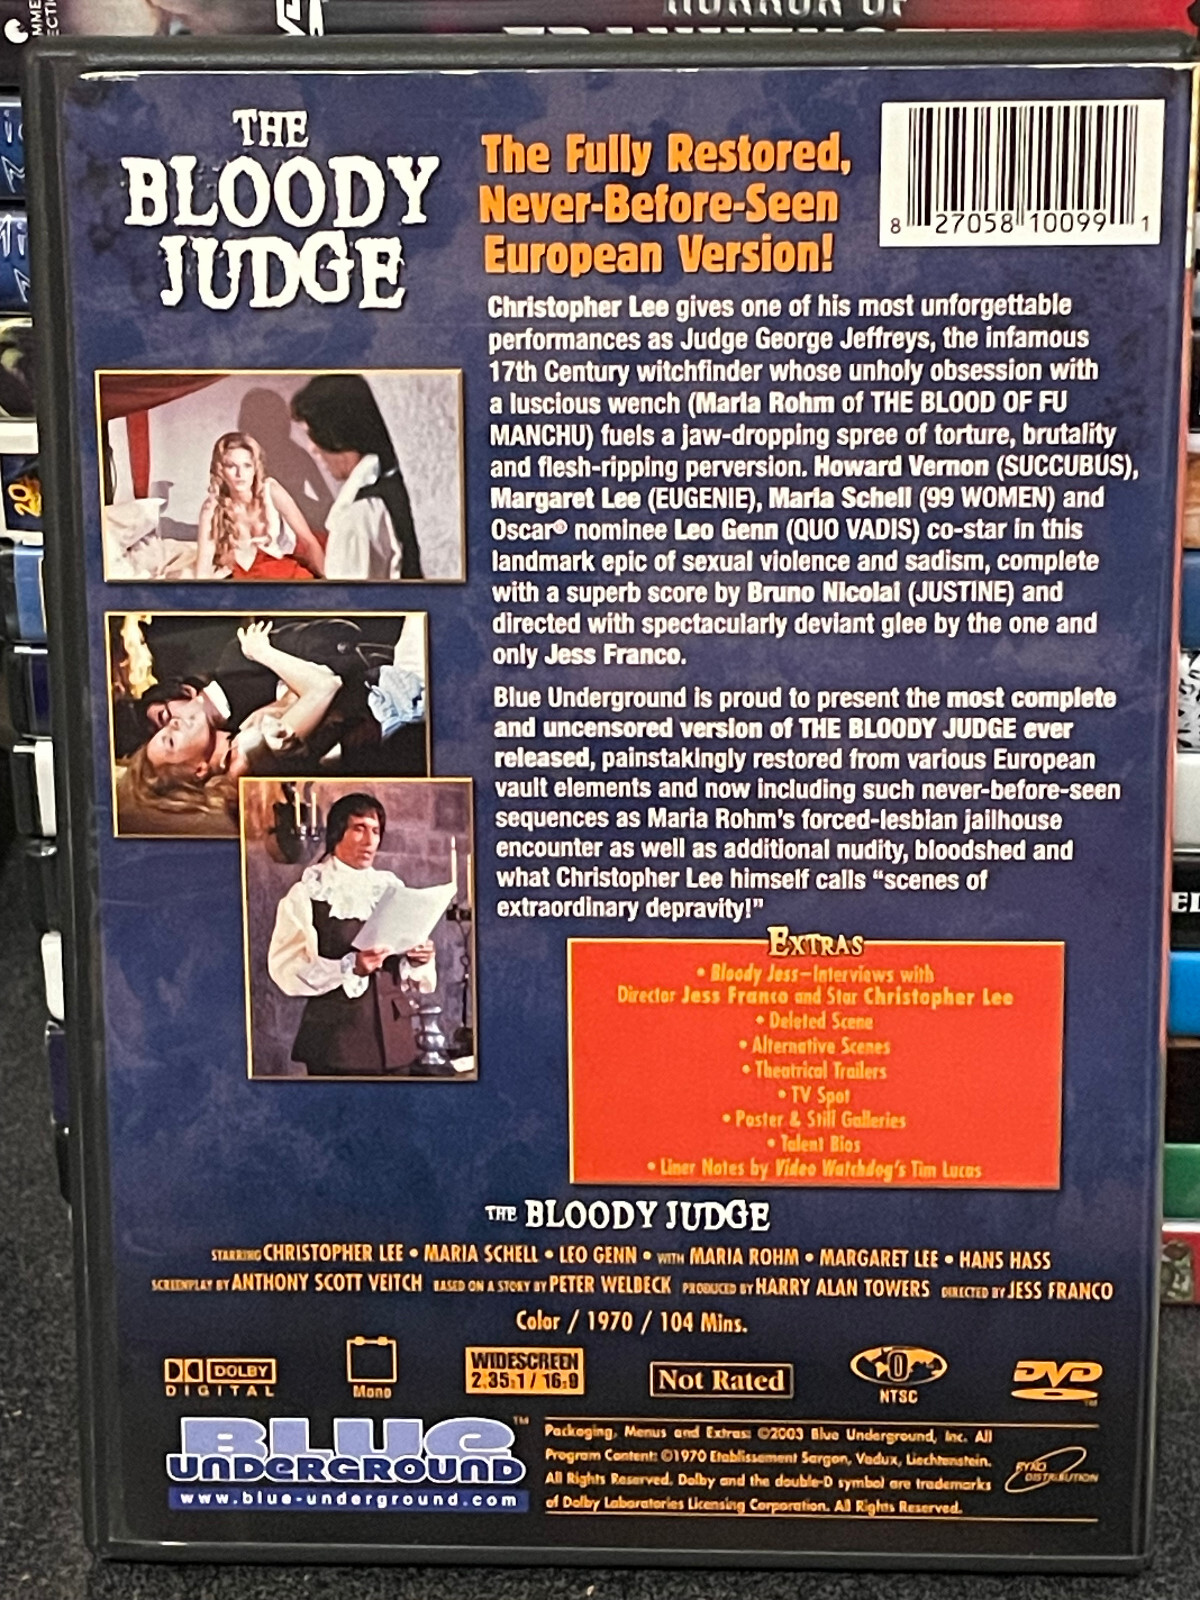 HORROR OF
THE
BLOODY
JUDGE
The Fully Restored,
Never-Before-Seen
European Version!
8 27058 10099 1
Christopher Lee gives one of his most unforgettable
performances as Judge George Jeffreys, the infamous
17th Century witchfinder whose unholy obsession with
a luscious wench (Maria Rohm of THE BLOOD OF FU
MANCHU) fuels a jaw-dropping spree of torture, brutality
and flesh-ripping perversion. Howard Vernon (SUCCUBUS),
Margaret Lee (EUGENIE), Maria Schell (99 WOMEN) and
Oscar® nominee Leo Genn (QUO VADIS) co-star in this
landmark epic of sexual violence and sadism, complete
with a superb score by Bruno Nicolai (JUSTINE) and
directed with spectacularly deviant glee by the one and
only Jess Franco.
Blue Underground is proud to present the most complete
and uncensored version of THE BLOODY JUDGE ever
released, painstakingly restored from various European
vault elements and now including such never-before-seen
sequences as Maria Rohm's forced-lesbian jailhouse
encounter as well as additional nudity, bloodshed and
what Christopher Lee himself calls “scenes of
extraordinary depravity!”
EXTRAS
• Bloody Jess—Interviews with
Director Jess Franco and Star Christopher Lee
• Deleted Scene
• Alternative Scenes
• Theatrical Trailers
• TV Spot
• Poster & Still Galleries
• Talent Bios
• Liner Notes by Video Watchdog's Tim Lucas
THE BLOODY JUDGE
STARRING CHRISTOPHER LEE • MARIA SCHELL • LEO GENN • WITH MARIA ROHM • MARGARET LEE • HANS HASS
SCREENPLAY BY ANTHONY SCOTT VEITCH BASED ON A STORY BY PETER WELBECK PRODUCED BY HARRY ALAN TOWERS DIRECTED BY JESS FRANCO
Color / 1970 / 104 Mins.
DOLBY
DIGITAL
Mono
WIDESCREEN
2.35:1 / 16:9
Not Rated
0
NTSC
DVD
BLUE
UNDERGROUND
™
www.blue-underground.com
Packaging, Menus and Extras: ©2003 Blue Underground, Inc. All
Program Content: ©1970 Etablissement Sargon, Vaduz, Liechtenstein.
All Rights Reserved. Dolby and the double-D symbol are trademarks
of Dolby Laboratories Licensing Corporation. All Rights Reserved.
RYKO
DISTRIBUTION
20